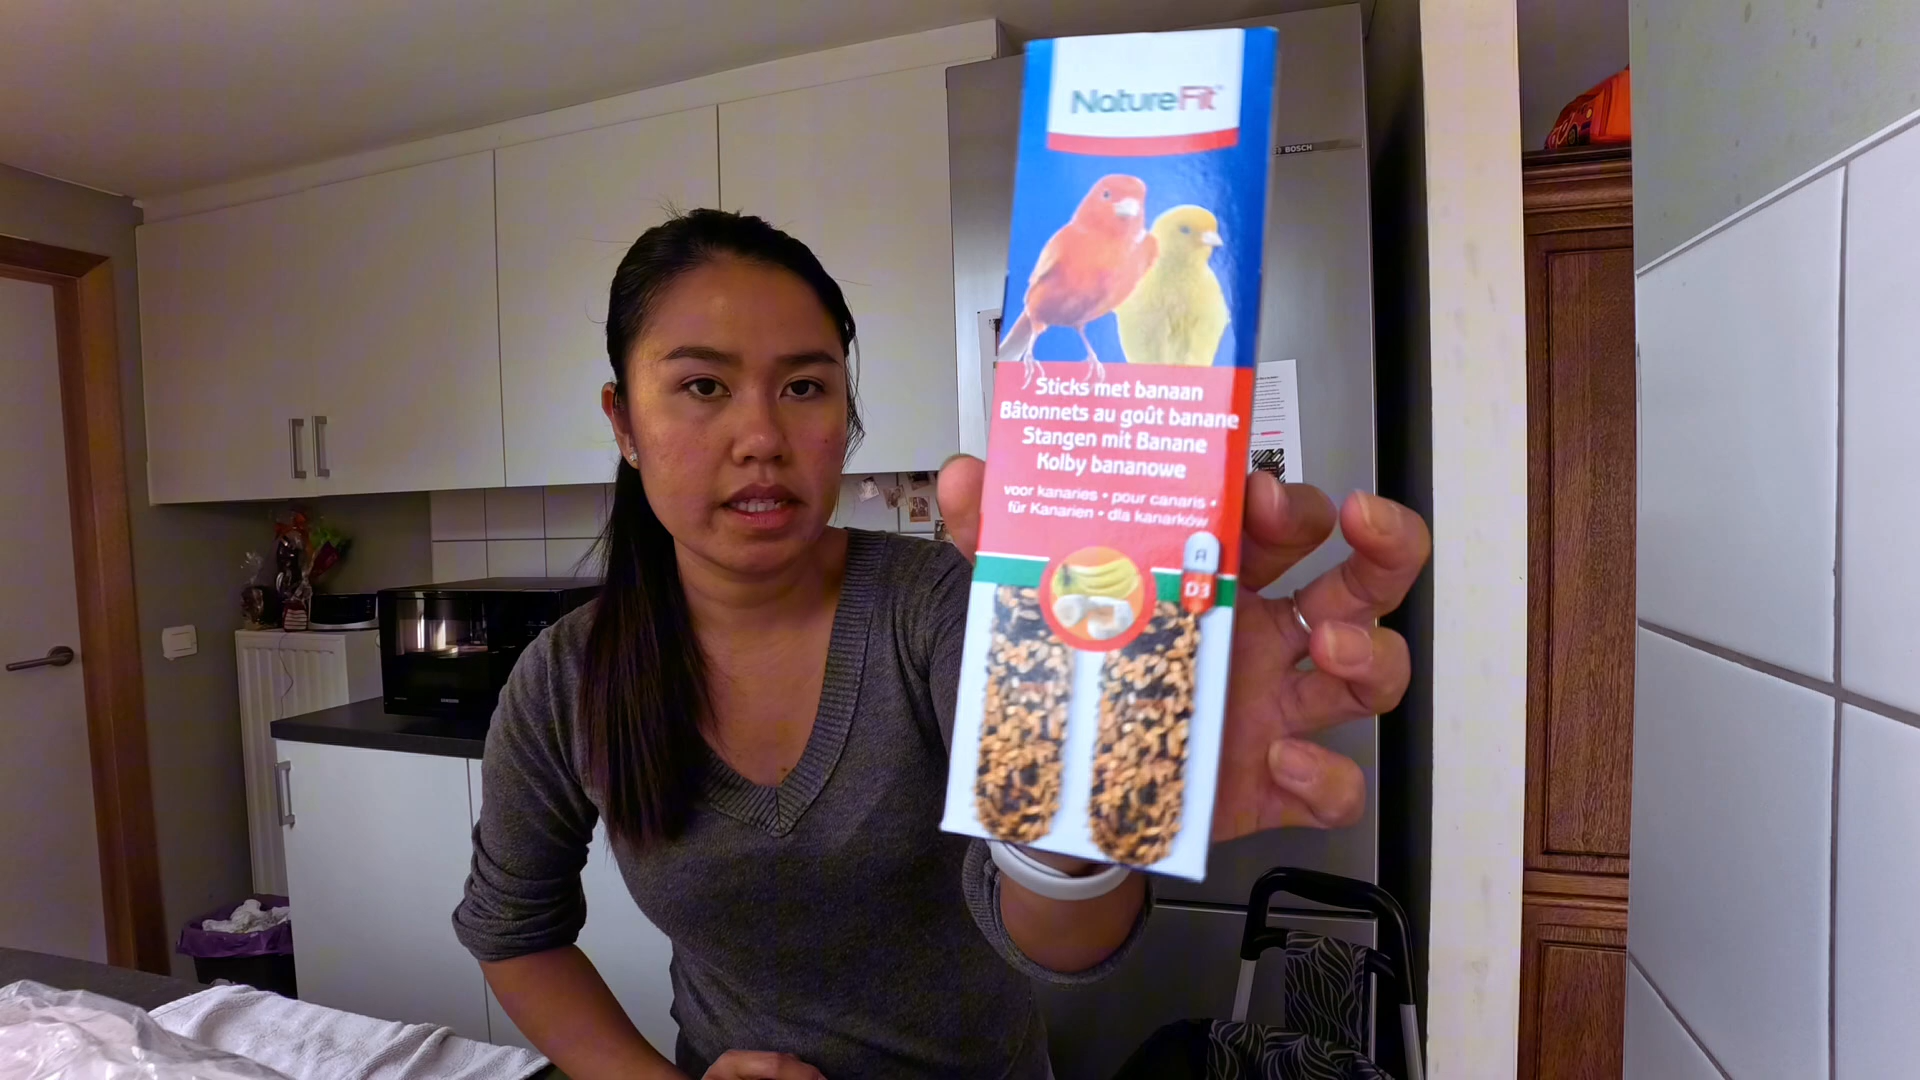 NatureFit
BOSCH
Sticks met banaan
Bâtonnets au goût banane
Stangen mit Banane
Kolby bananowe
voor kanaries • pour canaris •
für Kanarien • dla kanarków
A
D3
SAMSUNG